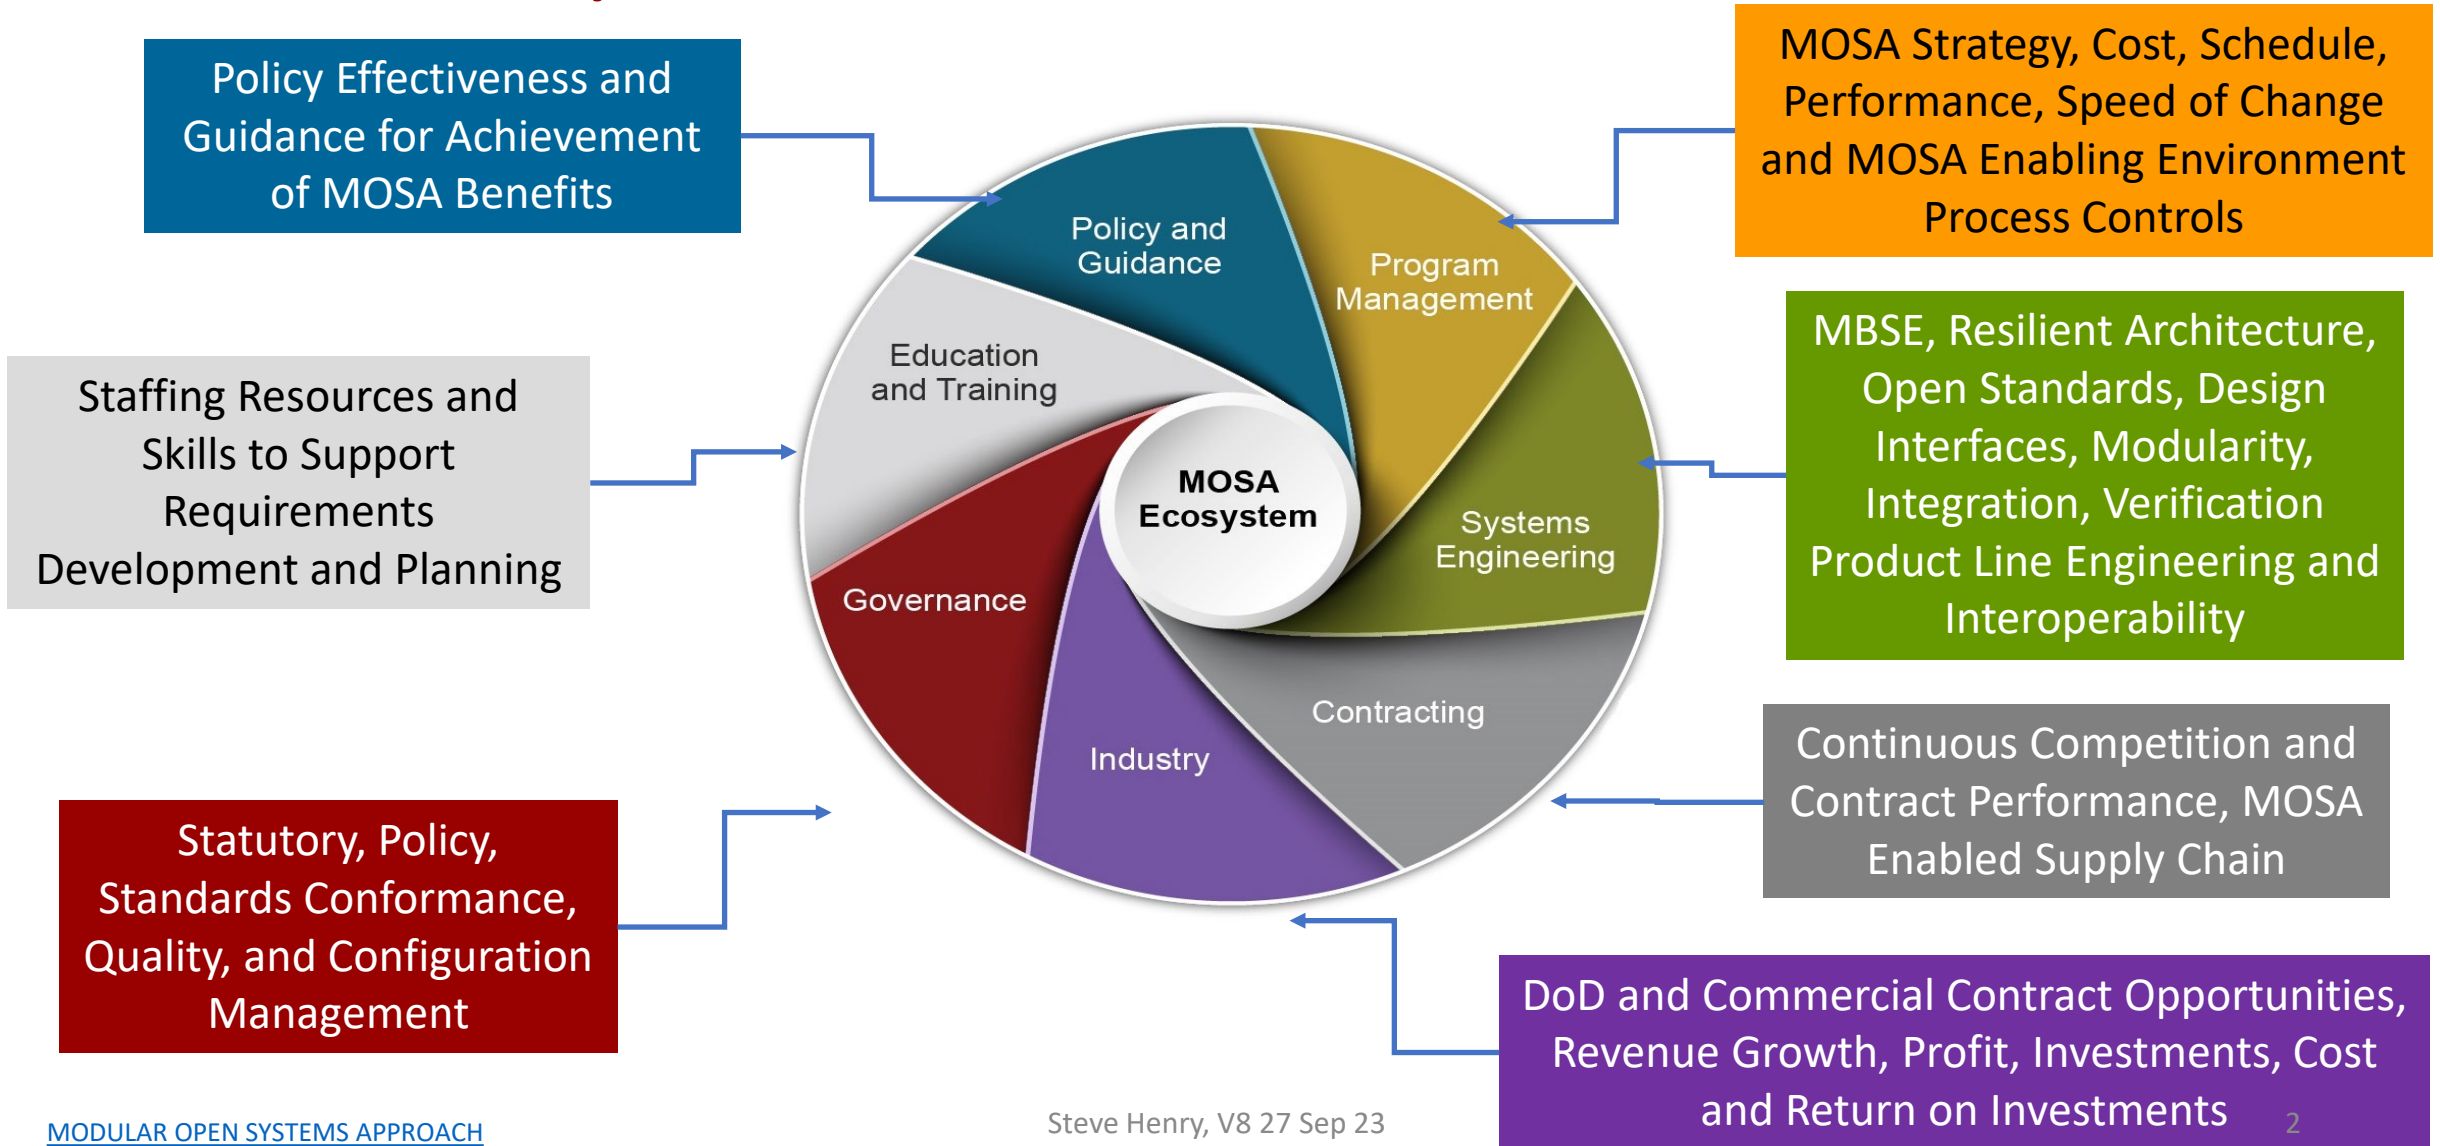 Policy Effectiveness and
Guidance for Achievement
of MOSA Benefits
MOSA Strategy, Cost, Schedule,
Performance, Speed of Change
and MOSA Enabling Environment
Process Controls
Policy and
Guidance
Program
Management
Education
and Training
MOSA
Ecosystem
Systems
Engineering
Governance
Contracting
Industry
Staffing Resources and
Skills to Support
Requirements
Development and Planning
MBSE, Resilient Architecture,
Open Standards, Design
Interfaces, Modularity,
Integration, Verification
Product Line Engineering and
Interoperability
Continuous Competition and
Contract Performance, MOSA
Enabled Supply Chain
Statutory, Policy,
Standards Conformance,
Quality, and Configuration
Management
DoD and Commercial Contract Opportunities,
Revenue Growth, Profit, Investments, Cost
and Return on Investments
MODULAR OPEN SYSTEMS APPROACH
Steve Henry, V8 27 Sep 23
2